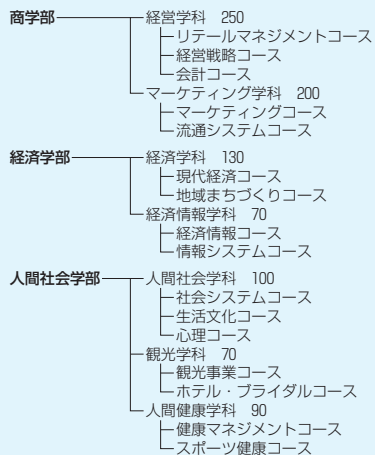 商学部 経営学科 250
リテールマネジメントコース
経営戦略コース
会計コース
マーケティング学科 200
マーケティングコース
流通システムコース
経済学部 経済学科 130
現代経済コース
地域まちづくりコース
経済情報学科 70
経済情報コース
情報システムコース
人間社会学部 人間社会学科 100
社会システムコース
生活文化コース
心理コース
観光学科 70
観光事業コース
ホテル・ブライダルコース
人間健康学科 90
健康マネジメントコース
スポーツ健康コース